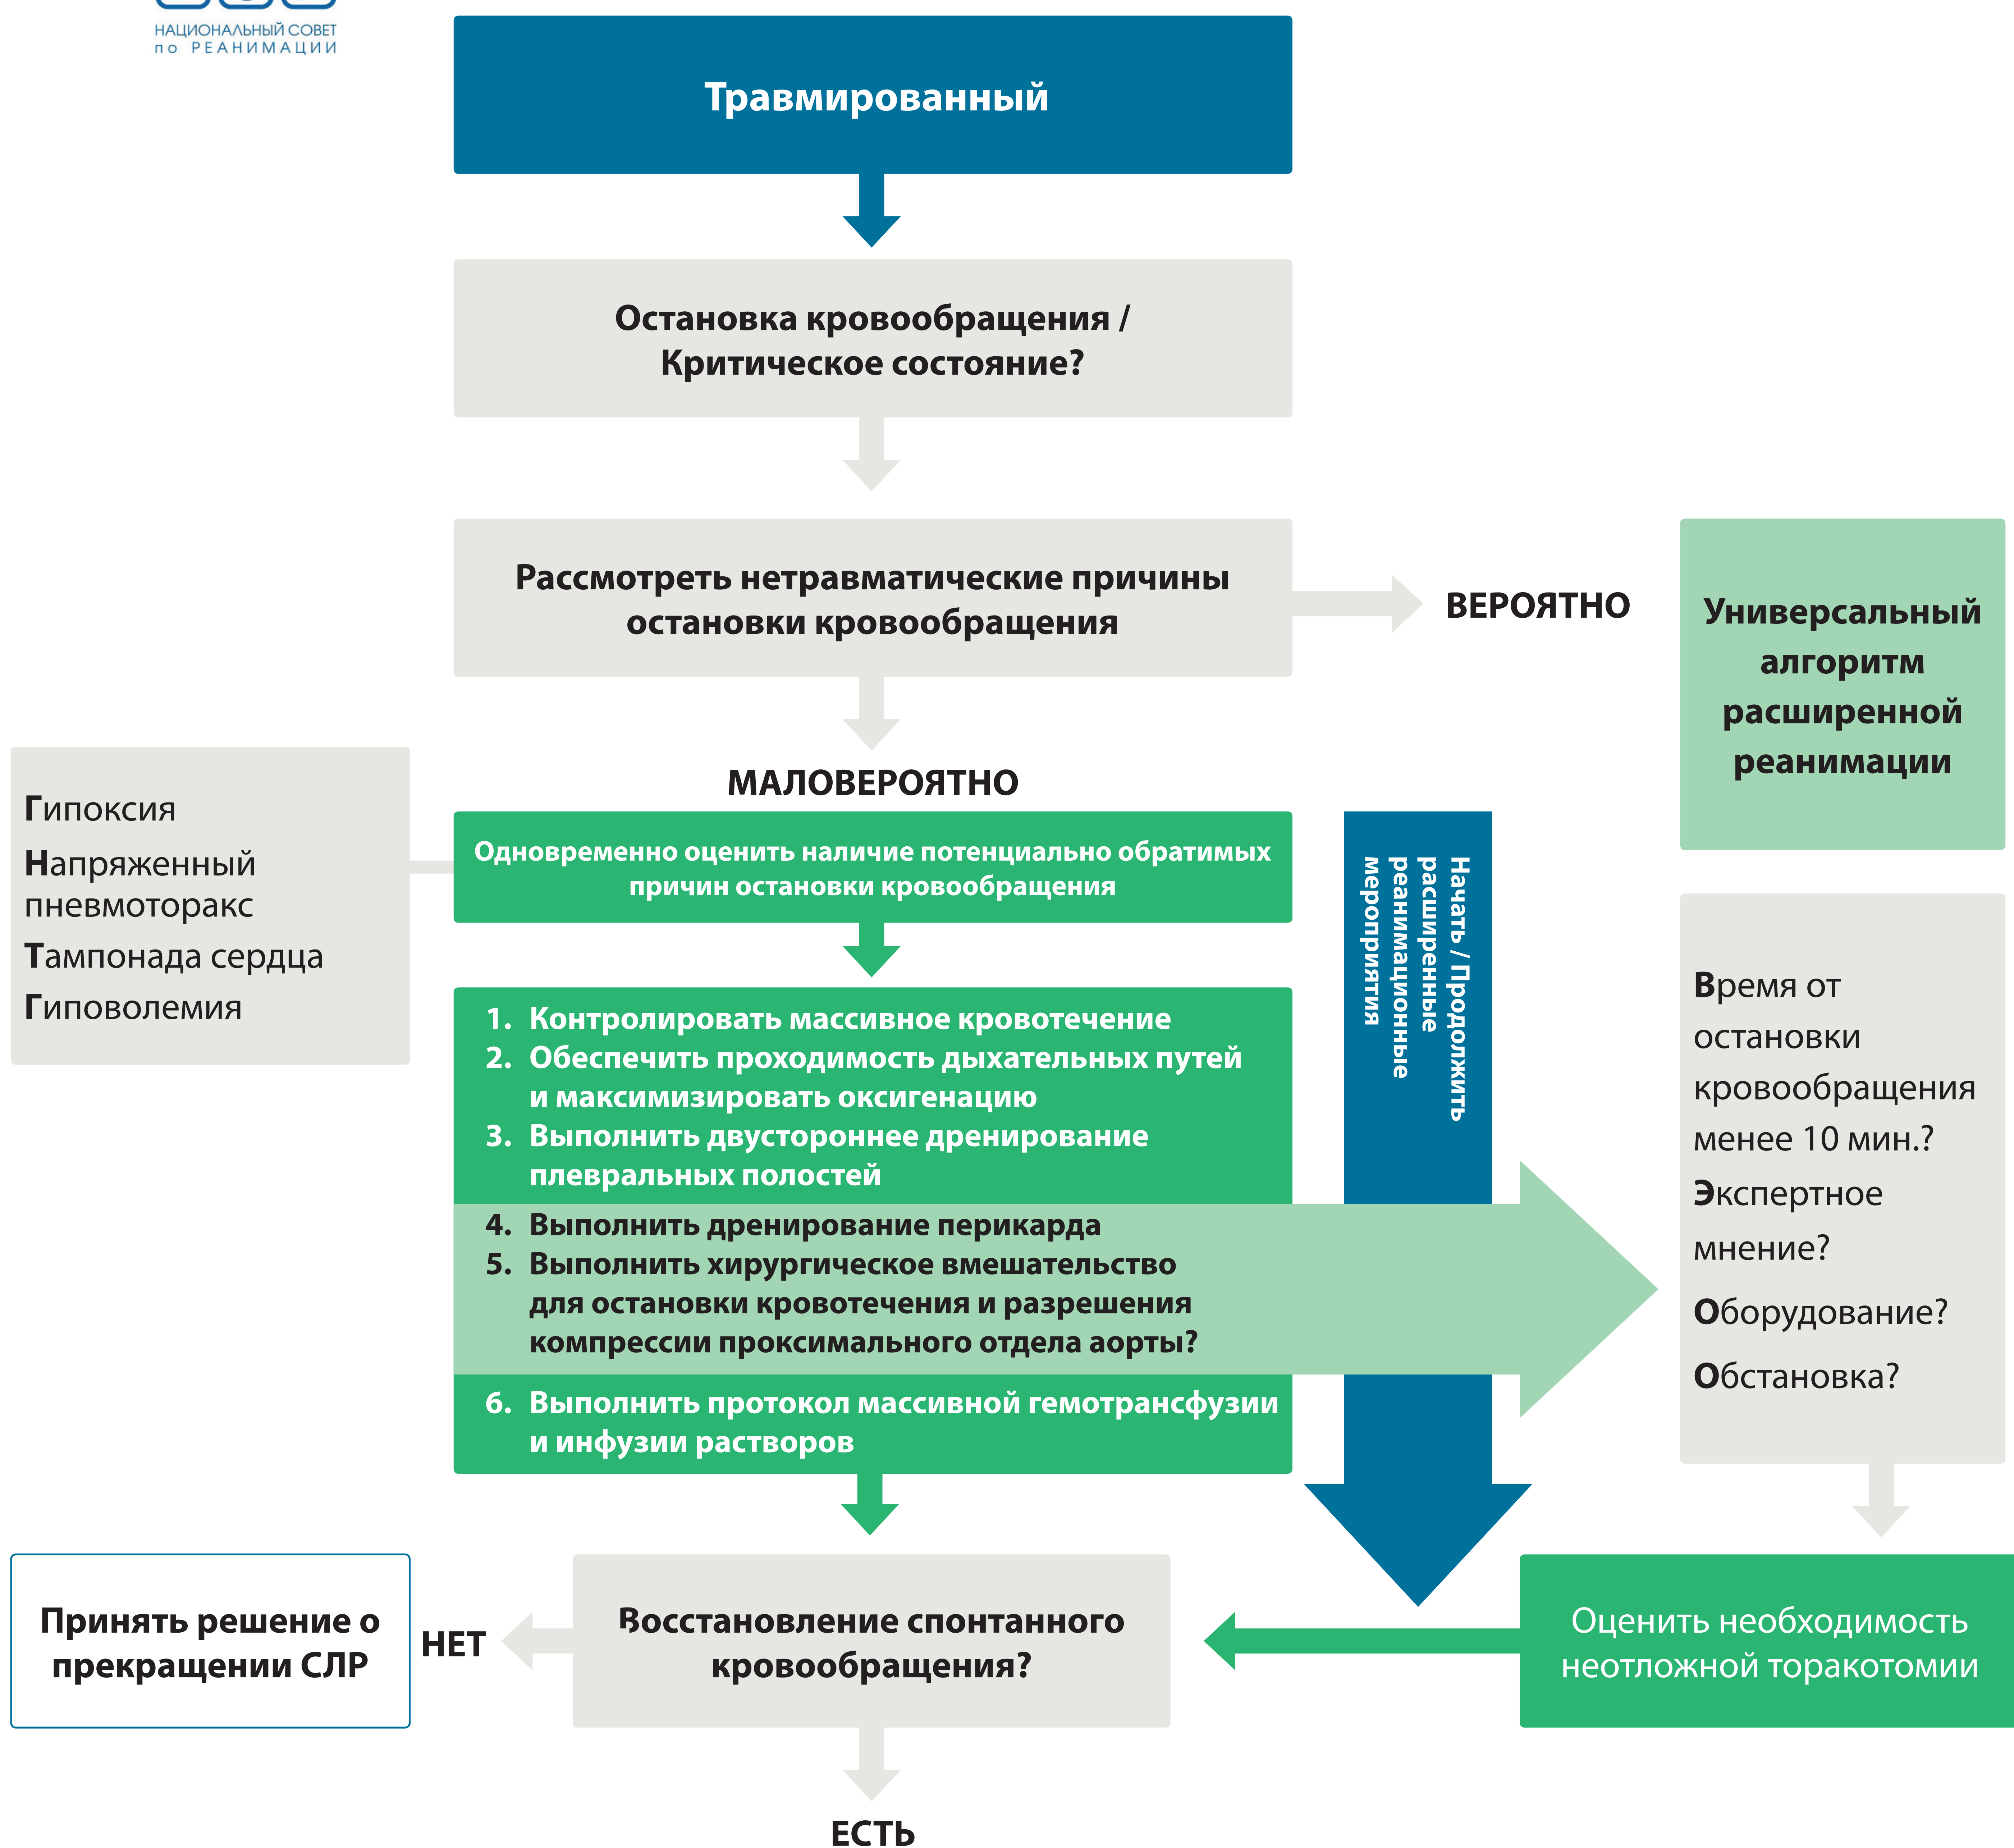 НАЦИОНАЛЬНЫЙ СОВЕТ
по РЕАНИМАЦИИ
Травмированный
Остановка кровообращения /
Критическое состояние?
Рассмотреть нетравматические причины
остановки кровообращения
ВЕРОЯТНО
Универсальный
алгоритм
расширенной
реанимации
МАЛОВЕРОЯТНО
Гипоксия
Напряженный
пневмоторакс
Тампонада сердца
Гиповолемия
Одновременно оценить наличие потенциально обратимых
причин остановки кровообращения
1. Контролировать массивное кровотечение
2. Обеспечить проходимость дыхательных путей
и максимизировать оксигенацию
3. Выполнить двустороннее дренирование
плевральных полостей
4. Выполнить дренирование перикарда
5. Выполнить хирургическое вмешательство
для остановки кровотечения и разрешения
компрессии проксимального отдела аорты?
6. Выполнить протокол массивной гемотрансфузии
и инфузии растворов
Начать / Продолжить
расширенные
реанимационные
мероприятия
Время от
остановки
кровообращения
менее 10 мин.?
Экспертное
мнение?
Оборудование?
Обстановка?
Принять решение о
прекращении СЛР
НЕТ
Восстановление спонтанного
кровообращения?
Оценить необходимость
неотложной торакотомии
ЕСТЬ